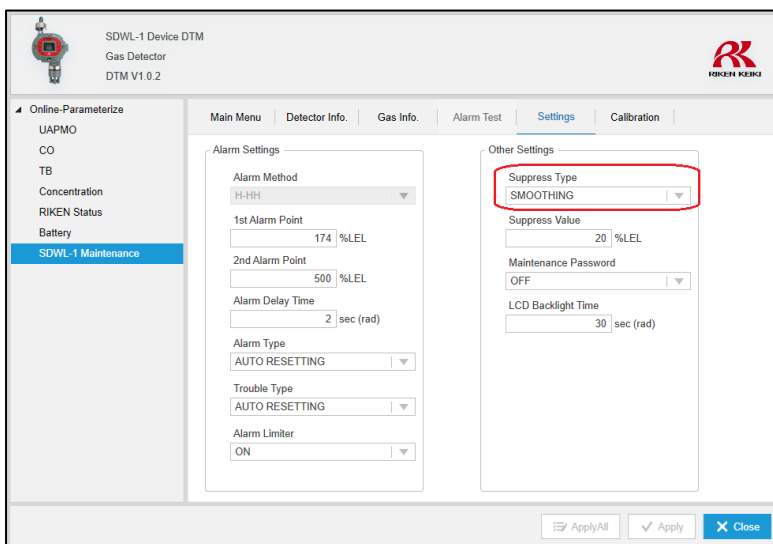 SDWL-1 Device DTM
Gas Detector
DTM V1.0.2
RIKEN KEIKI
Online-Parameterize
UAPMO
CO
TB
Concentration
RIKEN Status
Battery
SDWL-1 Maintenance
Main Menu Detector Info. Gas Info. Alarm Test Settings Calibration
Alarm Settings
Alarm Method
H-HH
1st Alarm Point
174 %LEL
2nd Alarm Point
500 %LEL
Alarm Delay Time
2 sec (rad)
Alarm Type
AUTO RESETTING
Trouble Type
AUTO RESETTING
Alarm Limiter
ON
Other Settings
Suppress Type
SMOOTHING
Suppress Value
20 %LEL
Maintenance Password
OFF
LCD Backlight Time
30 sec (rad)
ApplyAll Apply Close